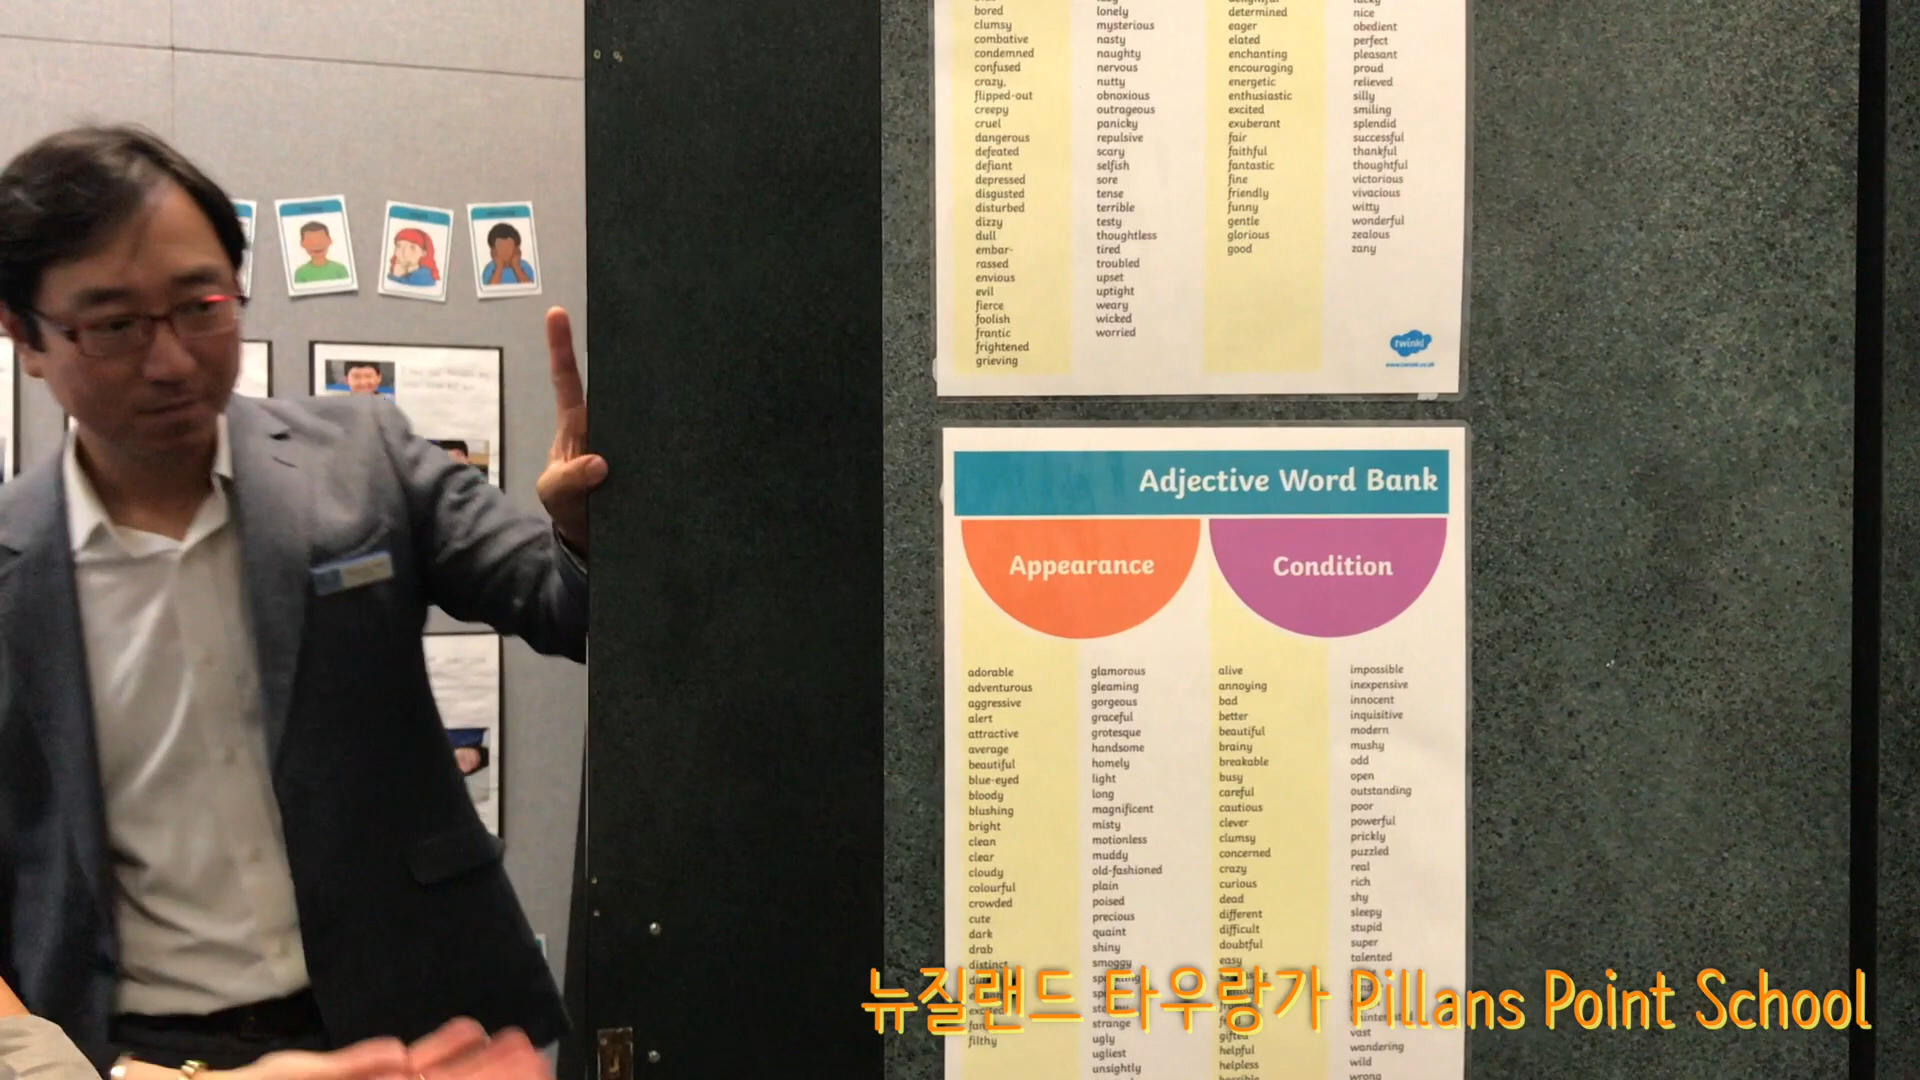 bored
clumsy
combative
condemned
confused
crazy,
flipped-out
creepy
cruel
dangerous
defeated
defiant
depressed
disgusted
disturbed
dizzy
dull
embar-
rassed
envious
evil
fierce
foolish
frantic
frightened
grieving
lonely
mysterious
nasty
naughty
nervous
nutty
obnoxious
outrageous
panicky
repulsive
scary
selfish
sore
tense
terrible
testy
thoughtless
tired
troubled
upset
uptight
weary
wicked
worried
determined
eager
elated
enchanting
encouraging
energetic
enthusiastic
excited
exuberant
fair
faithful
fantastic
fine
friendly
funny
gentle
glorious
good
lucky
nice
obedient
perfect
pleasant
proud
relieved
silly
smiling
splendid
successful
thankful
thoughtful
victorious
vivacious
witty
wonderful
zealous
zany
twinkl
www.twinkl.co.uk
Adjective Word Bank
Appearance
Condition
adorable
adventurous
aggressive
alert
attractive
average
beautiful
blue-eyed
bloody
blushing
bright
clean
clear
cloudy
colourful
crowded
cute
dark
drab
distinct
filthy
glamorous
gleaming
gorgeous
graceful
grotesque
handsome
homely
light
long
magnificent
misty
motionless
muddy
old-fashioned
plain
poised
precious
quaint
shiny
smoggy
strange
ugly
ugliest
unsightly
alive
annoying
bad
better
beautiful
brainy
breakable
busy
careful
cautious
clever
clumsy
concerned
crazy
curious
dead
different
difficult
doubtful
easy
gifted
helpful
helpless
horrible
impossible
inexpensive
innocent
inquisitive
modern
mushy
odd
open
outstanding
poor
powerful
prickly
puzzled
real
rich
shy
sleepy
stupid
super
talented
vast
wandering
wild
wrong
뉴질랜드 타우랑가 Pillans Point School